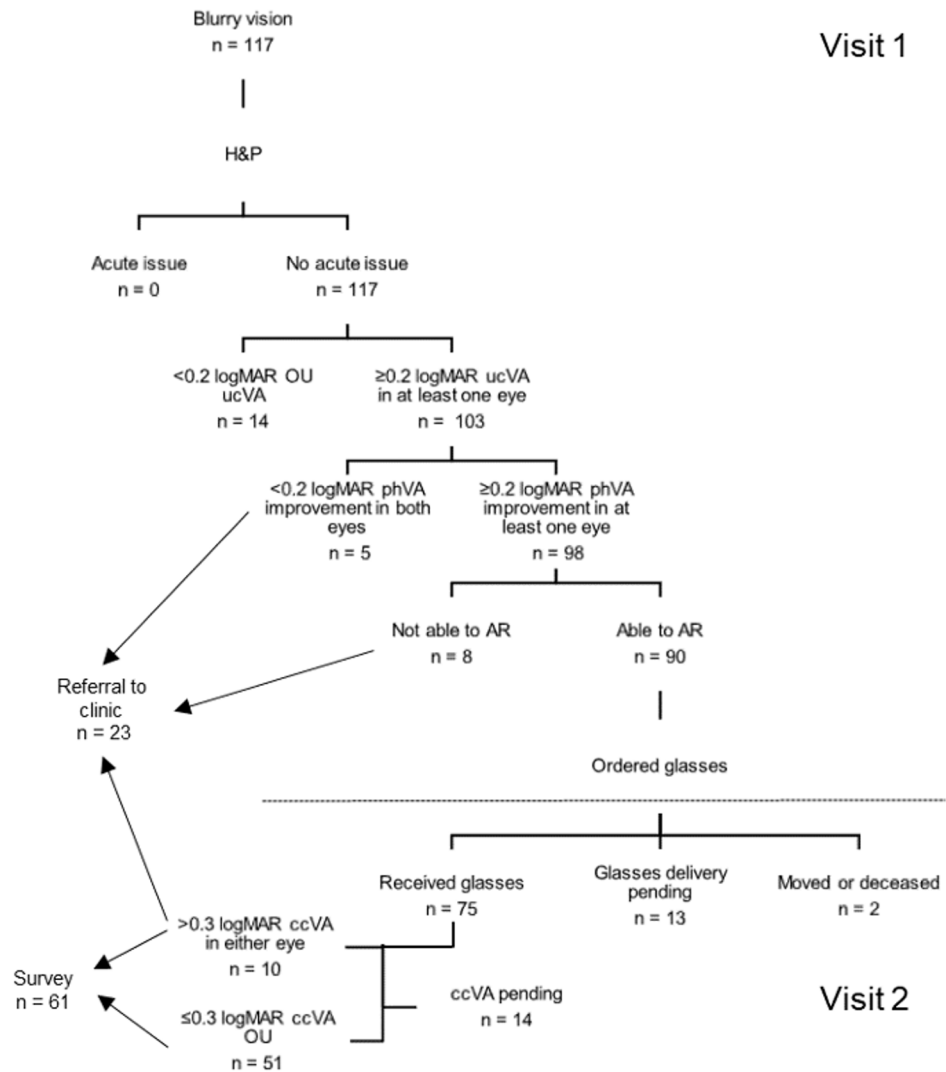 Blurry vision
n = 117
Visit 1
H&P
Acute issue
n = 0
No acute issue
n = 117
<0.2 logMAR OU
ucVA
n = 14
≥0.2 logMAR ucVA
in at least one eye
n = 103
<0.2 logMAR phVA
improvement in both
eyes
n = 5
≥0.2 logMAR phVA
improvement in at
least one eye
n = 98
Not able to AR
n = 8
Able to AR
n = 90
Referral to
clinic
n = 23
Ordered glasses
Received glasses
n = 75
Glasses delivery
pending
n = 13
Moved or deceased
n = 2
>0.3 logMAR ccVA
in either eye
n = 10
Survey
n = 61
ccVA pending
n = 14
Visit 2
≤0.3 logMAR ccVA
OU
n = 51